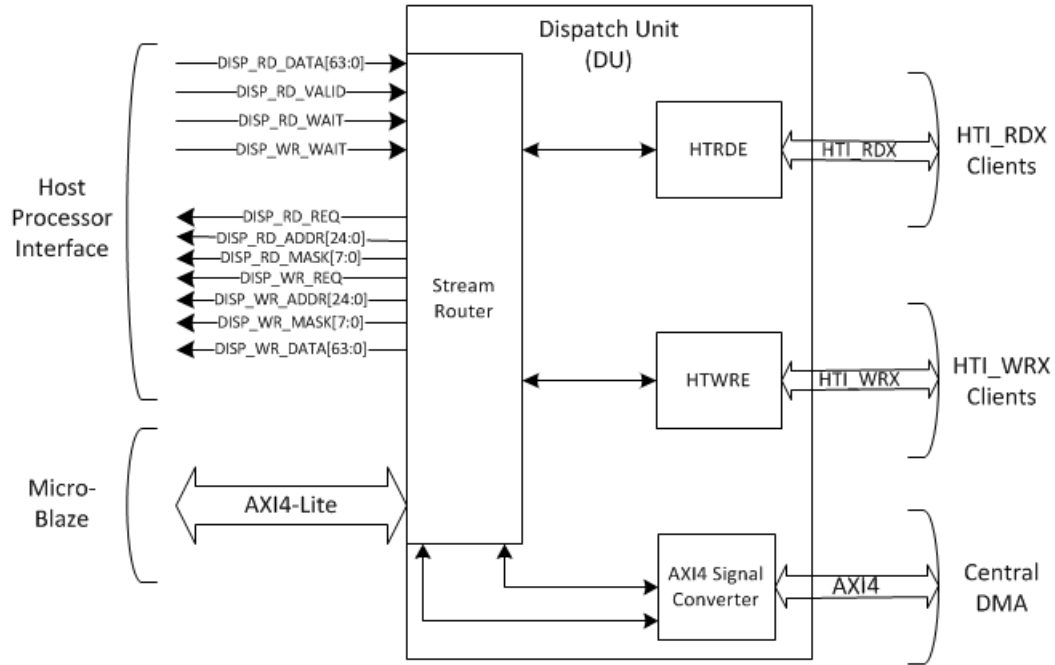 Dispatch Unit
(DU)
DISP_RD_DATA[63:0]
DISP_RD_VALID
DISP_RD_WAIT
DISP_WR_WAIT
Host
Processor
Interface
DISP_RD_REQ
DISP_RD_ADDR[24:0]
DISP_RD_MASK[7:0]
DISP_WR_REQ
DISP_WR_ADDR[24:0]
DISP_WR_MASK[7:0]
DISP_WR_DATA[63:0]
Stream
Router
HTRDE
HTI_RDX
HTI_RDX
Clients
HTWRE
HTI_WRX
HTI_WRX
Clients
Micro-
Blaze
AXI4-Lite
AXI4 Signal
Converter
AXI4
Central
DMA